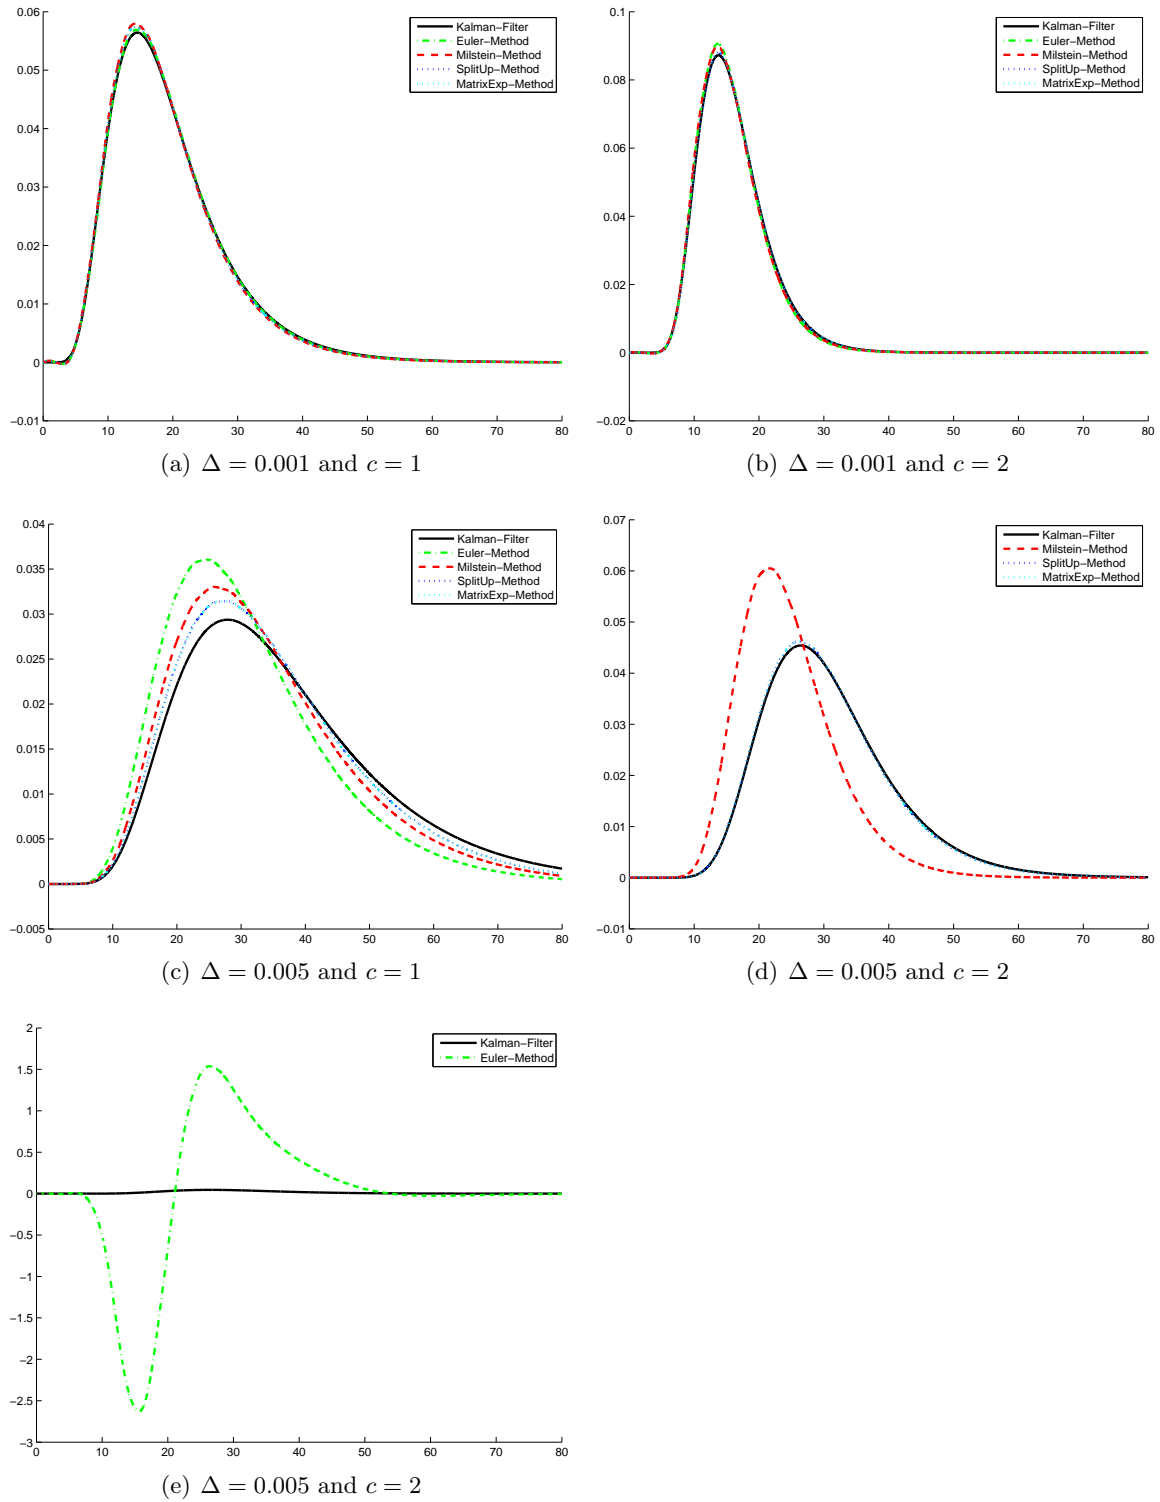 0.06
0.05
0.04
0.03
0.02
0.01
0
−0.01
0 10 20 30 40 50 60 70 80
Kalman−Filter
Euler−Method
Milstein−Method
SplitUp−Method
MatrixExp−Method
(a) Δ = 0.001 and c = 1
0.1
0.08
0.06
0.04
0.02
0
−0.02
0 10 20 30 40 50 60 70 80
Kalman−Filter
Euler−Method
Milstein−Method
SplitUp−Method
MatrixExp−Method
(b) Δ = 0.001 and c = 2
0.04
0.035
0.03
0.025
0.02
0.015
0.01
0.005
0
−0.005
0 10 20 30 40 50 60 70 80
Kalman−Filter
Euler−Method
Milstein−Method
SplitUp−Method
MatrixExp−Method
(c) Δ = 0.005 and c = 1
0.07
0.06
0.05
0.04
0.03
0.02
0.01
0
−0.01
0 10 20 30 40 50 60 70 80
Kalman−Filter
Milstein−Method
SplitUp−Method
MatrixExp−Method
(d) Δ = 0.005 and c = 2
2
1.5
1
0.5
0
−0.5
−1
−1.5
−2
−2.5
−3
0 10 20 30 40 50 60 70 80
Kalman−Filter
Euler−Method
(e) Δ = 0.005 and c = 2